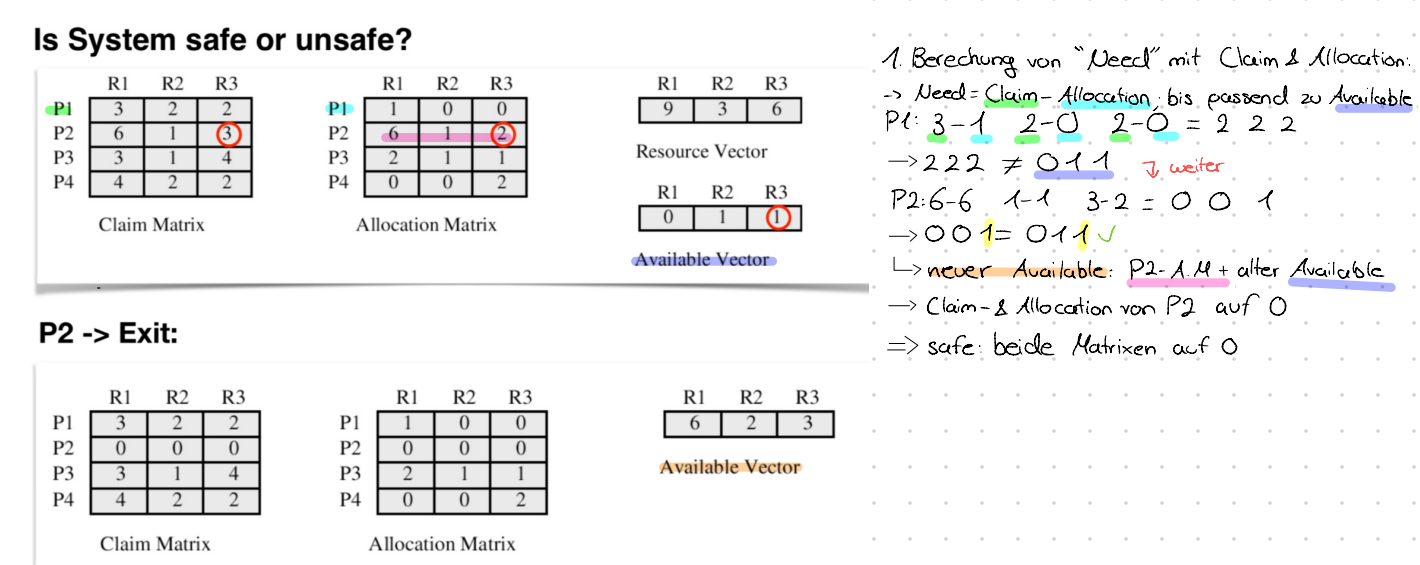 Is System safe or unsafe?
R1 R2 R3
P1 3 2 2
P2 6 1 3
P3 3 1 4
P4 4 2 2
Claim Matrix
R1 R2 R3
P1 1 0 0
P2 6 1 2
P3 2 1 1
P4 0 0 2
Allocation Matrix
R1 R2 R3
9 3 6
Resource Vector
R1 R2 R3
0 1 1
Available Vector
P2 -> Exit:
R1 R2 R3
P1 3 2 2
P2 0 0 0
P3 3 1 4
P4 4 2 2
Claim Matrix
R1 R2 R3
P1 1 0 0
P2 0 0 0
P3 2 1 1
P4 0 0 2
Allocation Matrix
R1 R2 R3
6 2 3
Available Vector
1. Berechung von "Need" mit Claim & Allocation:
-> Need = Claim - Allocation, bis passend zu Available
P1: 3-1 2-0 2-0 = 2 2 2
→ 2 2 2 ≠ 0 1 1 ↴ weiter
P2: 6-6 1-1 3-2 = 0 0 1
→ 0 0 1 = 0 1 1 ✓
↳ neuer Available: P2-A.M + alter Available
→ Claim- & Allocation von P2 auf 0
=> safe: beide Matrixen auf 0